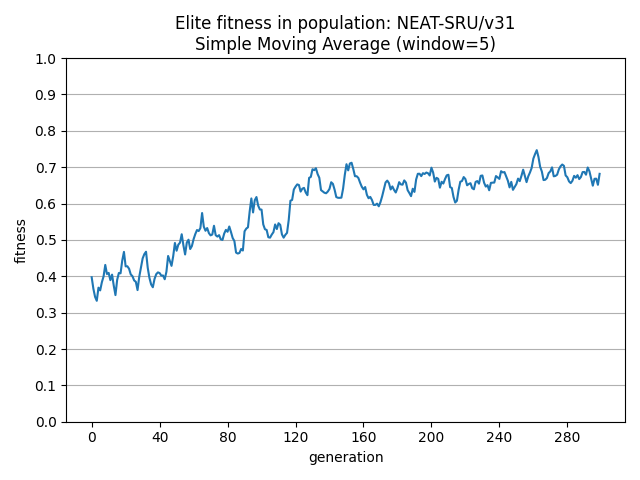 Elite fitness in population: NEAT-SRU/v31
Simple Moving Average (window=5)
1.0
0.9
0.8
0.7
0.6
0.5
0.4
0.3
0.2
0.1
0.0
fitness
0 40 80 120 160 200 240 280
generation